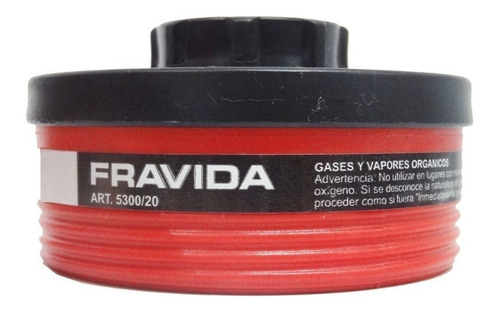 FRAVIDA
ART. 5300/20
GASES Y VAPORES ORGANICOS
Advertencia: No utilizar en lugares con
oxígeno. Si se desconoce la naturaleza
proceder como si fuera